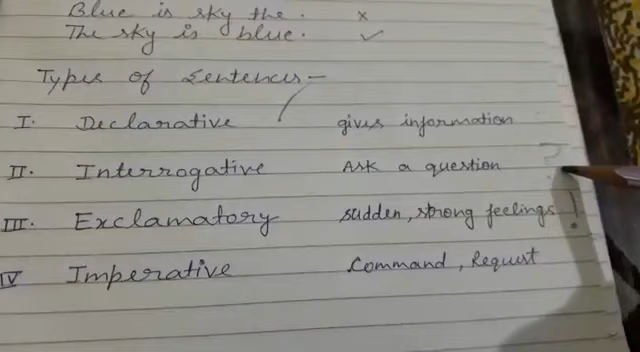 Blue is sky the. ×
The sky is blue. ✓
Types of Sentences—
I. Declarative gives information
II. Interrogative Ask a question ?
III. Exclamatory sudden, strong feelings !
IV Imperative Command, Request